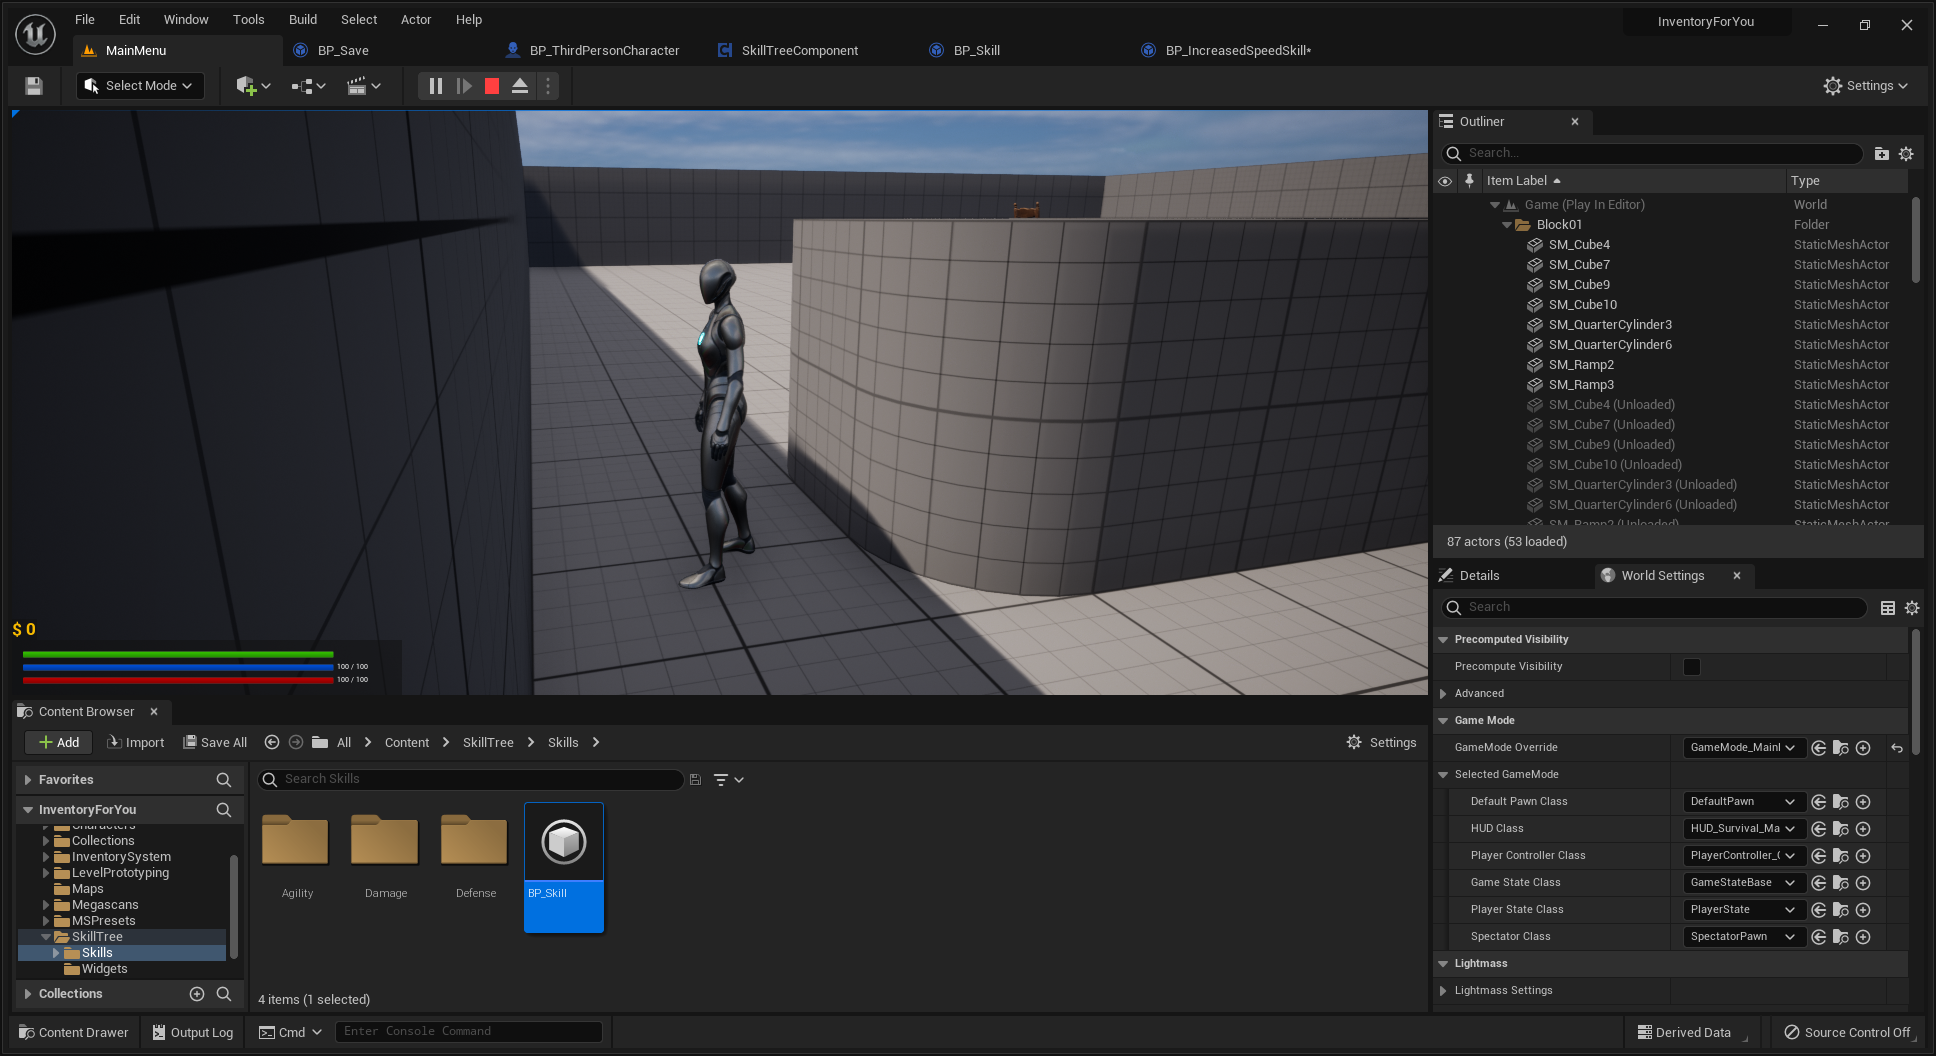 File Edit Window Tools Build Select Actor Help
InventoryForYou
MainMenu
BP_Save
BP_ThirdPersonCharacter
SkillTreeComponent
BP_Skill
BP_IncreasedSpeedSkill*
Select Mode
Settings
$ 0
100 / 100
100 / 100
Outliner
Search...
Item Label Type
Game (Play In Editor) World
Block01 Folder
SM_Cube4 StaticMeshActor
SM_Cube7 StaticMeshActor
SM_Cube9 StaticMeshActor
SM_Cube10 StaticMeshActor
SM_QuarterCylinder3 StaticMeshActor
SM_QuarterCylinder6 StaticMeshActor
SM_Ramp2 StaticMeshActor
SM_Ramp3 StaticMeshActor
SM_Cube4 (Unloaded) StaticMeshActor
SM_Cube7 (Unloaded) StaticMeshActor
SM_Cube9 (Unloaded) StaticMeshActor
SM_Cube10 (Unloaded) StaticMeshActor
SM_QuarterCylinder3 (Unloaded) StaticMeshActor
SM_QuarterCylinder6 (Unloaded) StaticMeshActor
SM_Ramp2 (Unloaded) StaticMeshActor
87 actors (53 loaded)
Details
World Settings
Search
Precomputed Visibility
Precompute Visibility
Advanced
Game Mode
GameMode Override GameMode_MainI
Selected GameMode
Default Pawn Class DefaultPawn
HUD Class HUD_Survival_Ma
Player Controller Class PlayerController_(
Game State Class GameStateBase
Player State Class PlayerState
Spectator Class SpectatorPawn
Lightmass
Lightmass Settings
Content Browser
Add Import Save All All Content SkillTree Skills
Settings
Favorites
InventoryForYou
Characters
Collections
InventorySystem
LevelPrototyping
Maps
Megascans
MSPresets
SkillTree
Skills
Widgets
Collections
Search Skills
Agility
Damage
Defense
BP_Skill
4 items (1 selected)
Content Drawer
Output Log
Cmd
Enter Console Command
Derived Data
Source Control Off